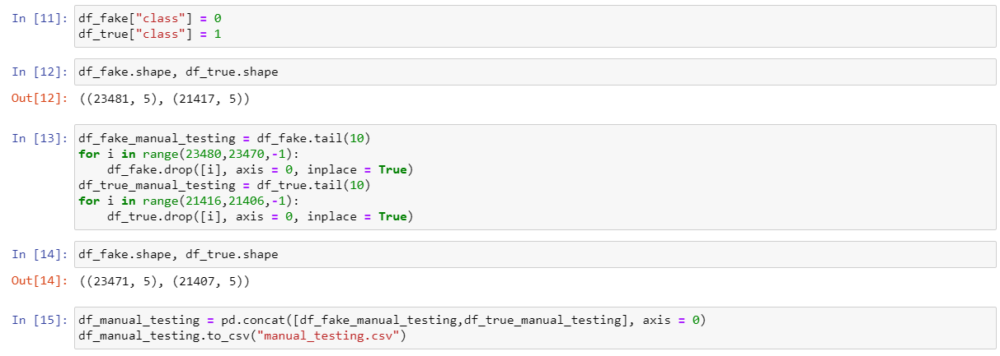 In [11]: df_fake["class"] = 0
df_true["class"] = 1
In [12]: df_fake.shape, df_true.shape
Out[12]: ((23481, 5), (21417, 5))
In [13]: df_fake_manual_testing = df_fake.tail(10)
for i in range(23480,23470,-1):
    df_fake.drop([i], axis = 0, inplace = True)
df_true_manual_testing = df_true.tail(10)
for i in range(21416,21406,-1):
    df_true.drop([i], axis = 0, inplace = True)
In [14]: df_fake.shape, df_true.shape
Out[14]: ((23471, 5), (21407, 5))
In [15]: df_manual_testing = pd.concat([df_fake_manual_testing,df_true_manual_testing], axis = 0)
df_manual_testing.to_csv("manual_testing.csv")